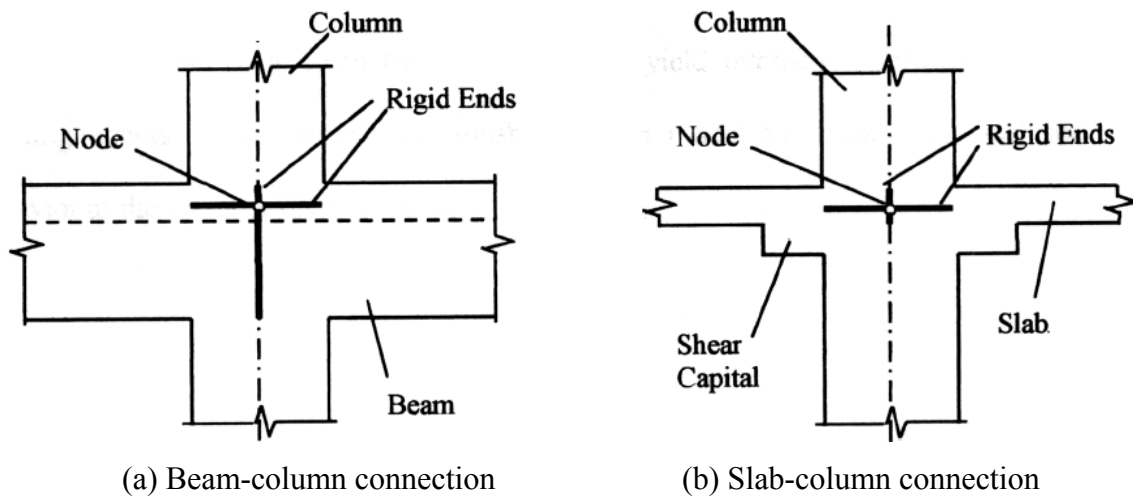 Column
Rigid Ends
Node
Beam
(a) Beam-column connection
Column
Node
Rigid Ends
Slab
Shear
Capital
(b) Slab-column connection